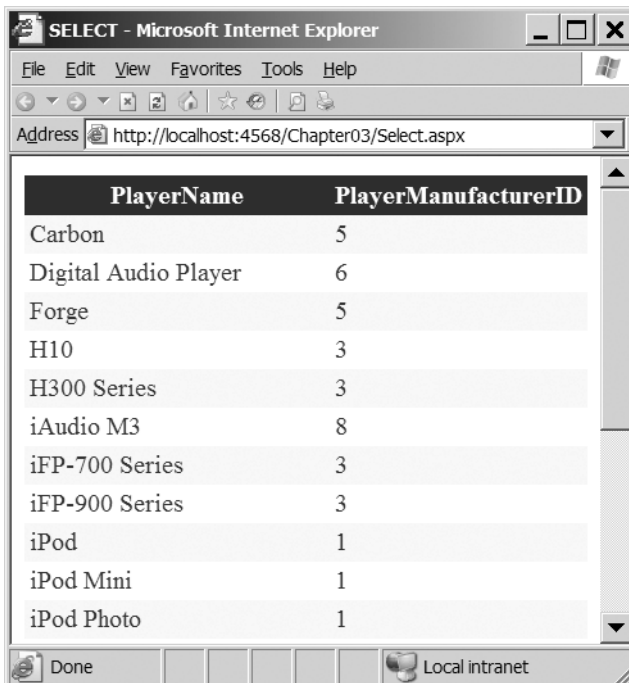 SELECT - Microsoft Internet Explorer
File Edit View Favorites Tools Help
Address http://localhost:4568/Chapter03/Select.aspx
PlayerName PlayerManufacturerID
Carbon 5
Digital Audio Player 6
Forge 5
H10 3
H300 Series 3
iAudio M3 8
iFP-700 Series 3
iFP-900 Series 3
iPod 1
iPod Mini 1
iPod Photo 1
Done Local intranet